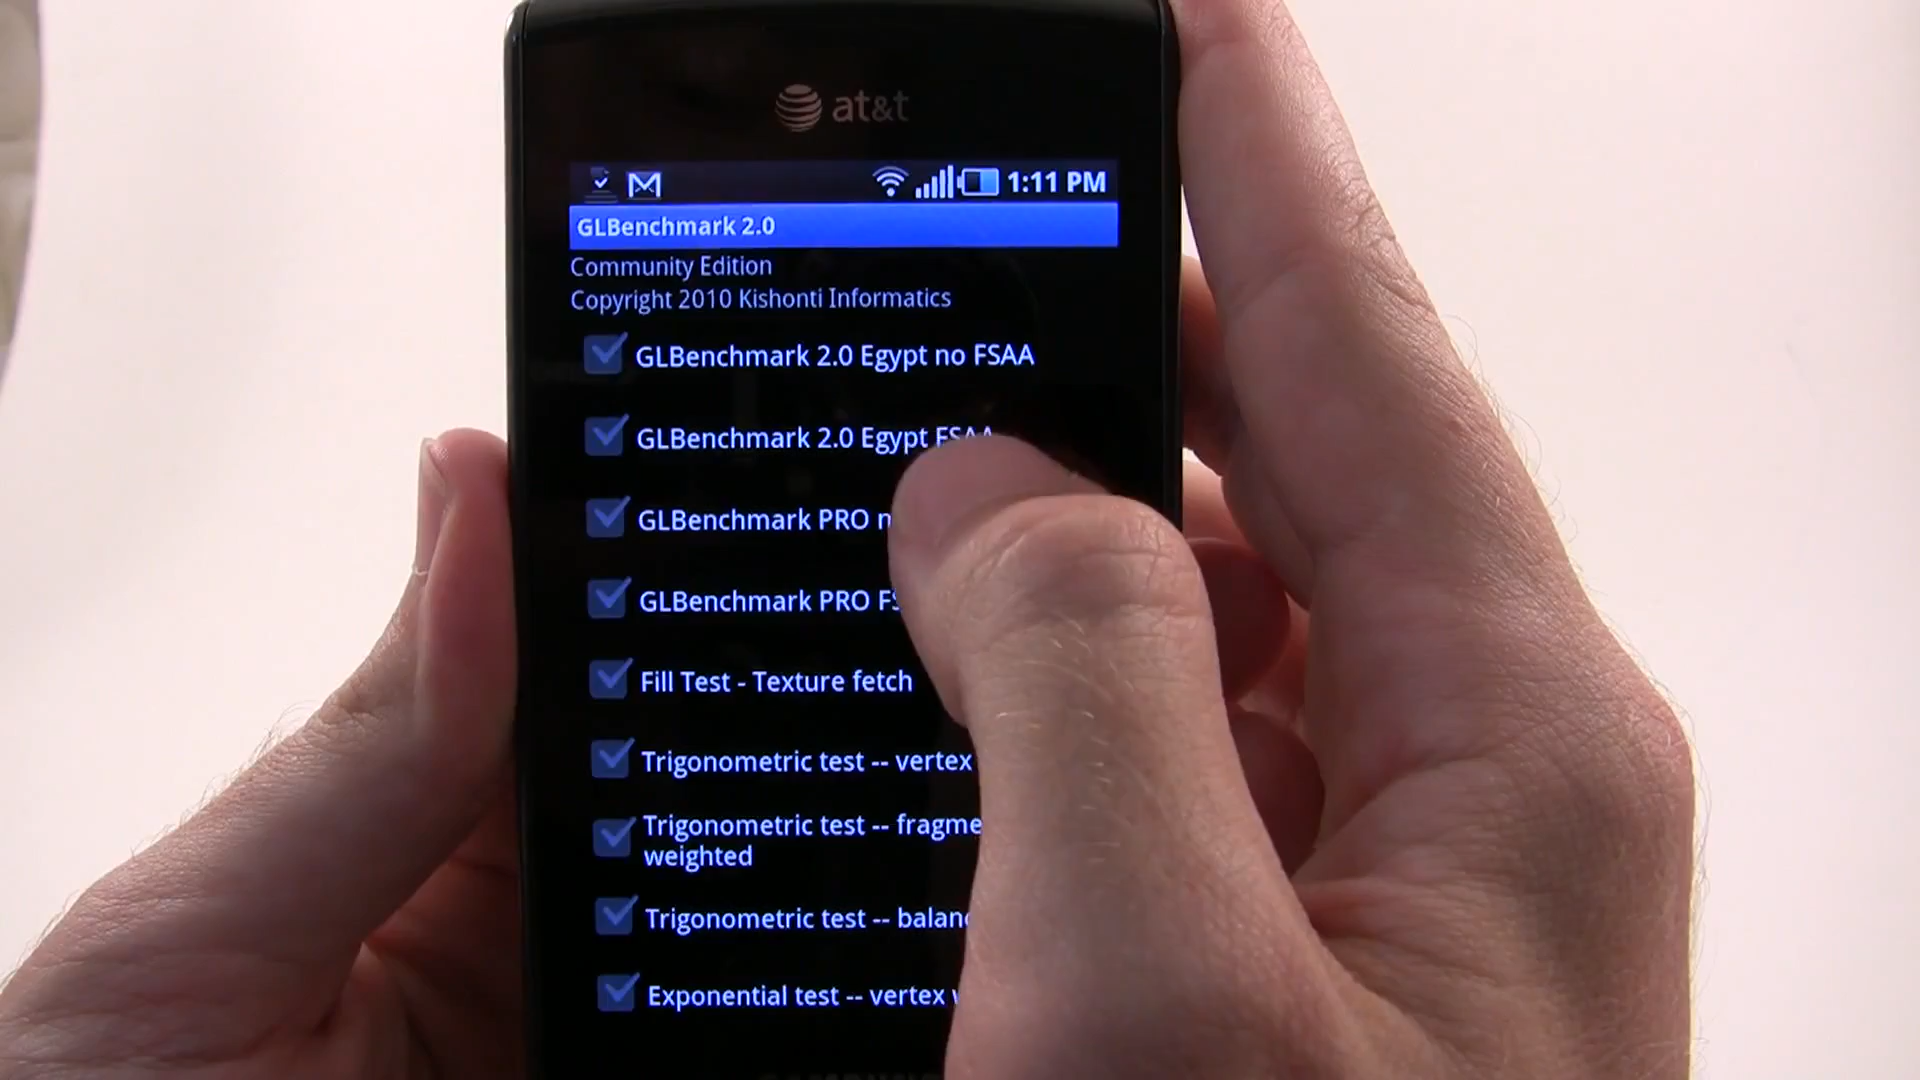 at&t
1:11 PM
GLBenchmark 2.0
Community Edition
Copyright 2010 Kishonti Informatics
GLBenchmark 2.0 Egypt no FSAA
GLBenchmark 2.0 Egypt FSAA
GLBenchmark PRO
GLBenchmark PRO
Fill Test - Texture fetch
Trigonometric test -- vertex
Trigonometric test --
weighted
Trigonometric test --
Exponential test -- vertex